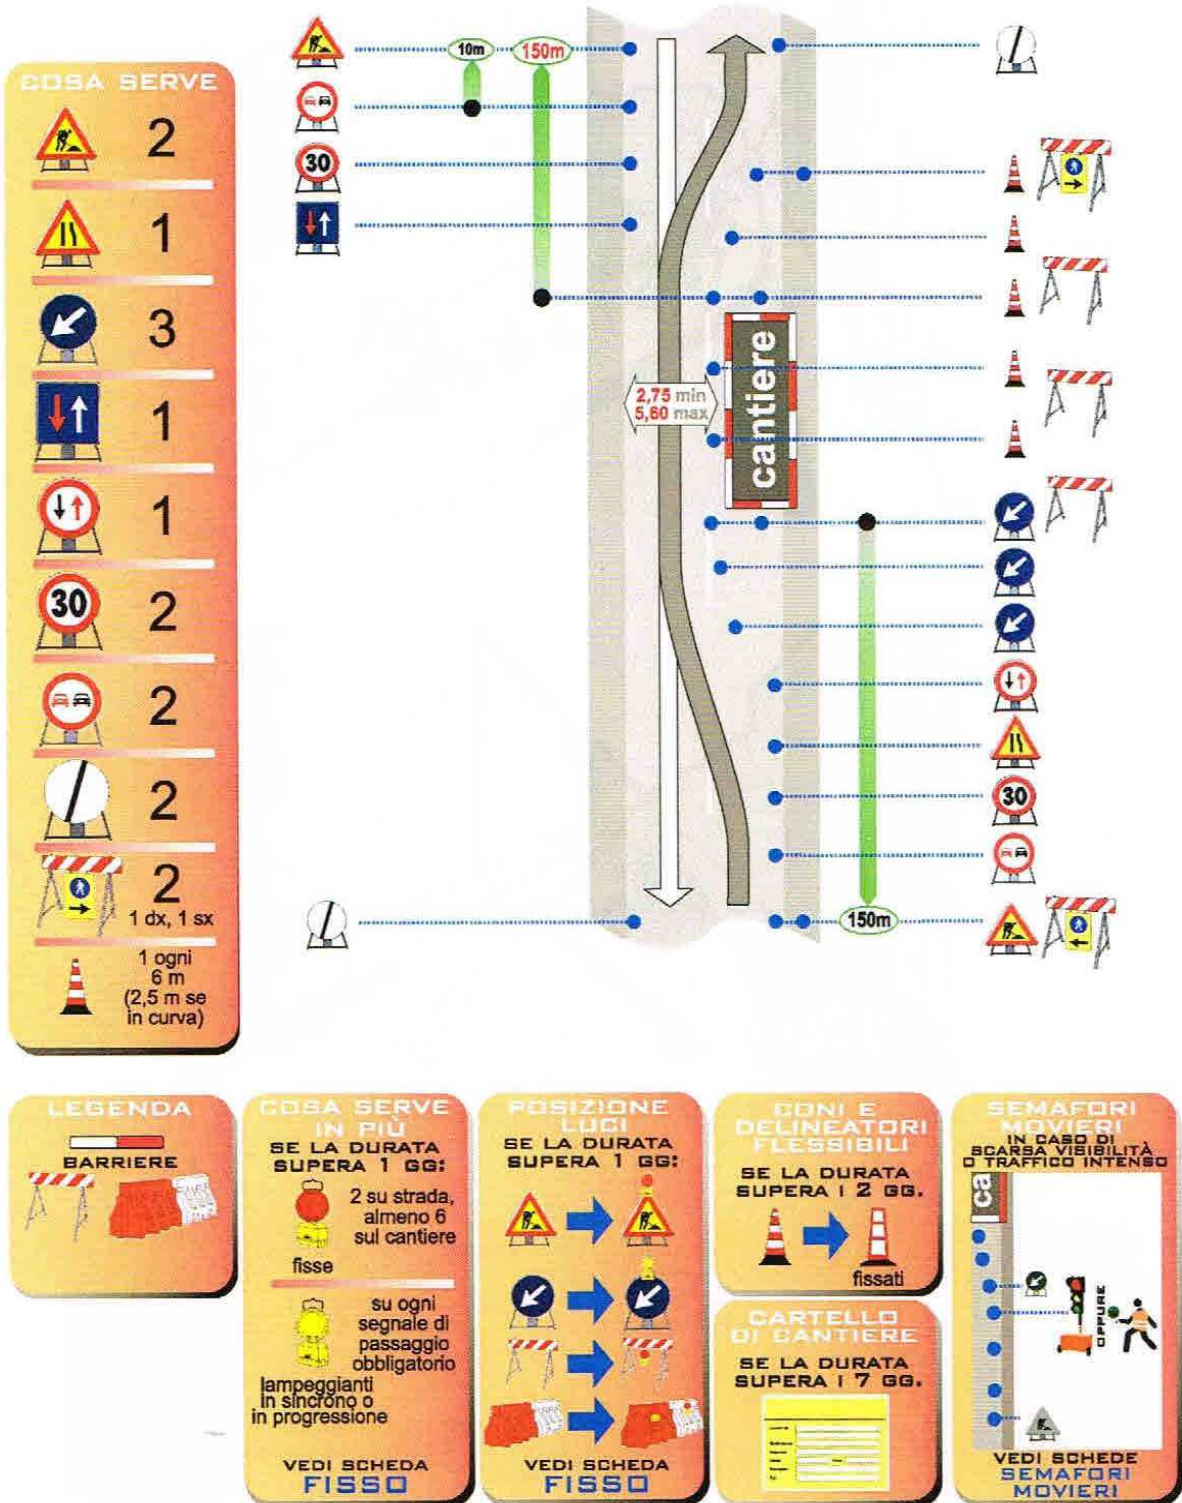 COSA SERVE
2
1
3
1
1
30
2
2
2
2
1 dx, 1 sx
1 ogni
6 m
(2,5 m se
in curva)
10m
150m
30
2,75 min
5,60 max
cantiere
30
150m
LEGENDA
BARRIERE
COSA SERVE
IN PIÙ
SE LA DURATA
SUPERA 1 GG:
2 su strada,
almeno 6
sul cantiere
fisse
su ogni
segnale di
passaggio
obbligatorio
lampeggianti
in sincrono o
in progressione
VEDI SCHEDA
FISSO
POSIZIONE
LUCI
SE LA DURATA
SUPERA 1 GG:
VEDI SCHEDA
FISSO
CONI E
DELINEATORI
FLESSIBILI
SE LA DURATA
SUPERA I 2 GG.
fissati
CARTELLO
DI CANTIERE
SE LA DURATA
SUPERA I 7 GG.
SEMAFORI
MOVIERI
IN CASO DI
SCARSA VISIBILITÀ
O TRAFFICO INTENSO
ca
OPPURE
VEDI SCHEDE
SEMAFORI
MOVIERI